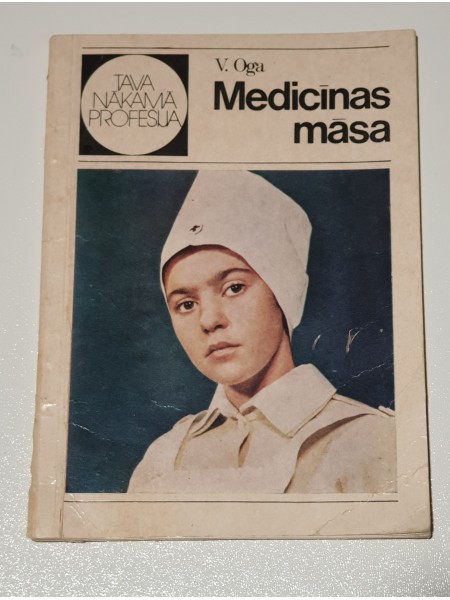 TAVA
NĀKAMĀ
PROFESIJA
V. Oga
Medicīnas
māsa